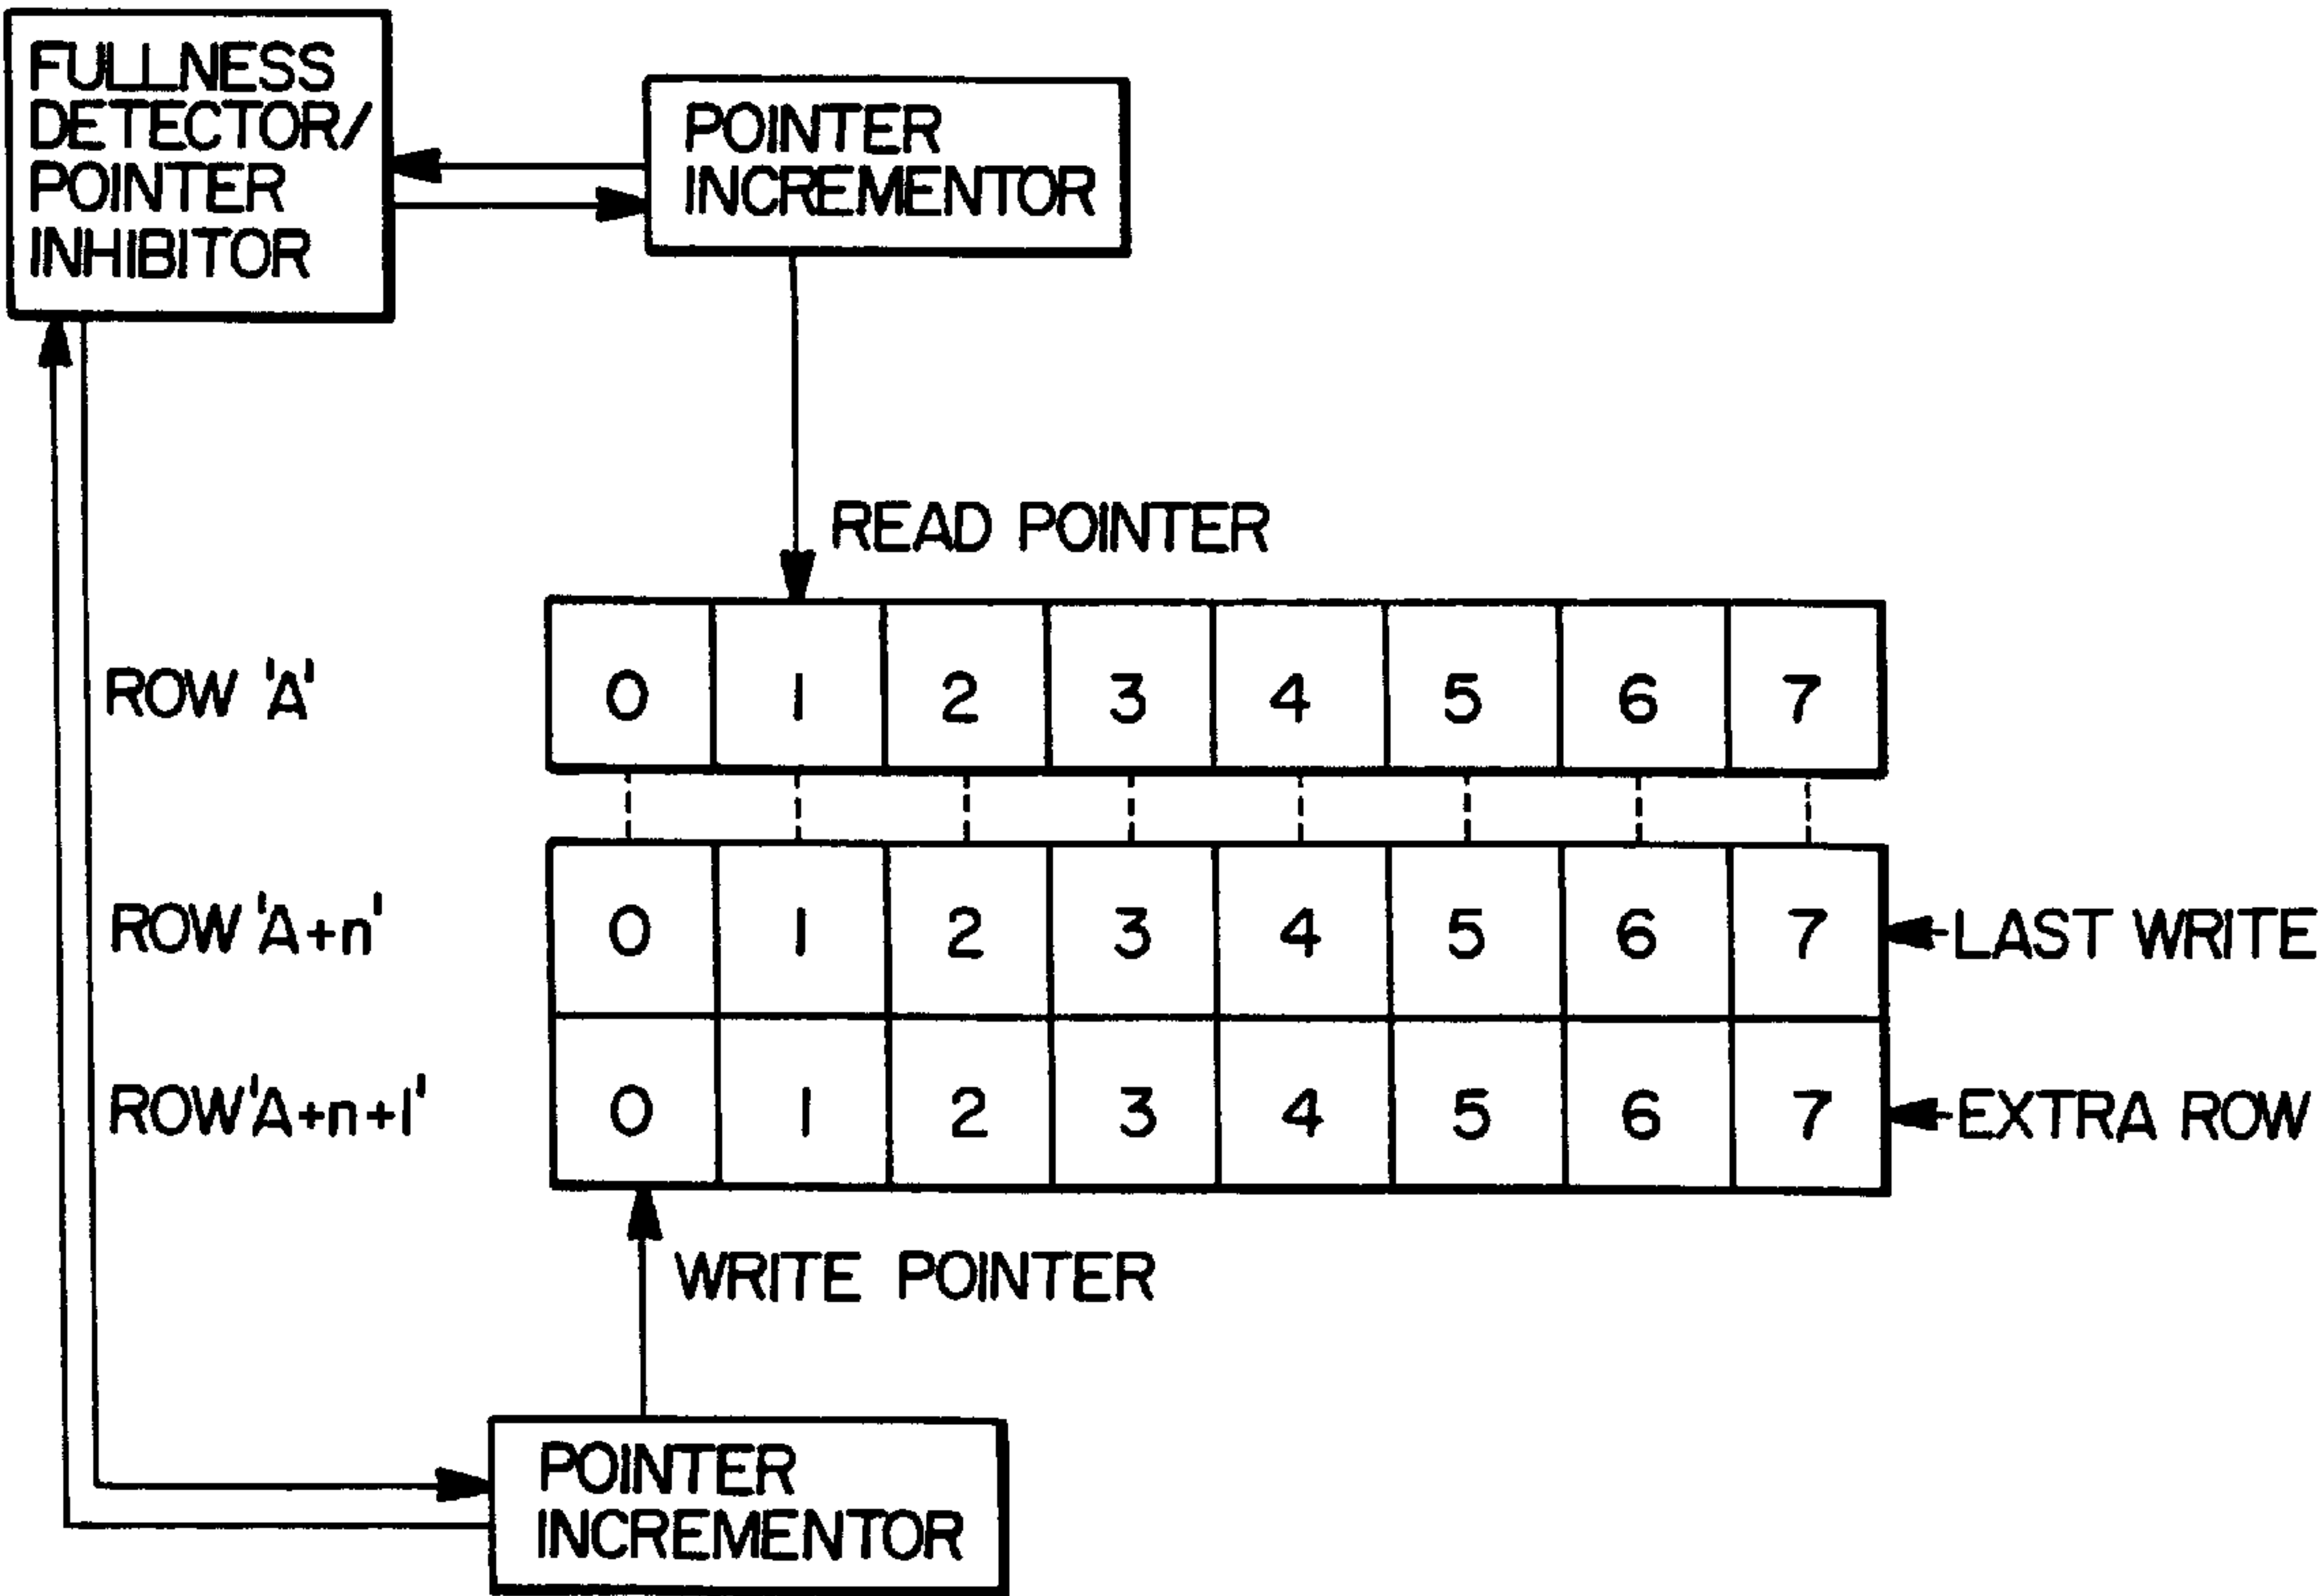 FULLNESS
DETECTOR/
POINTER
INHIBITOR
POINTER
INCREMENTOR
READ POINTER
ROW 'A' 0 1 2 3 4 5 6 7
ROW 'A+n' 0 1 2 3 4 5 6 7 LAST WRITE
ROW 'A+n+1' 0 1 2 3 4 5 6 7 EXTRA ROW
WRITE POINTER
POINTER
INCREMENTOR